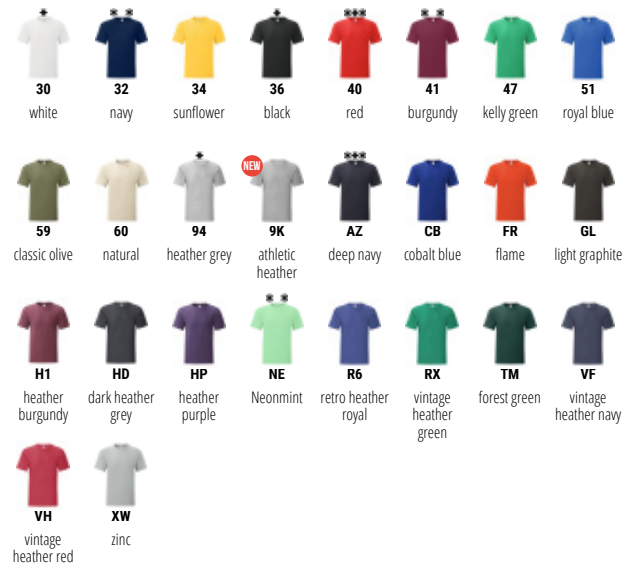 30 32 34 36 40 41 47 51
white navy sunflower black red burgundy kelly green royal blue
NEW
59 60 94 9K AZ CB FR GL
classic olive natural heather grey athletic deep navy cobalt blue flame light graphite
heather
H1 HD HP NE R6 RX TM VF
heather dark heather heather Neonmint retro heather vintage forest green vintage
burgundy grey purple royal heather heather navy
green
VH XW
vintage zinc
heather red